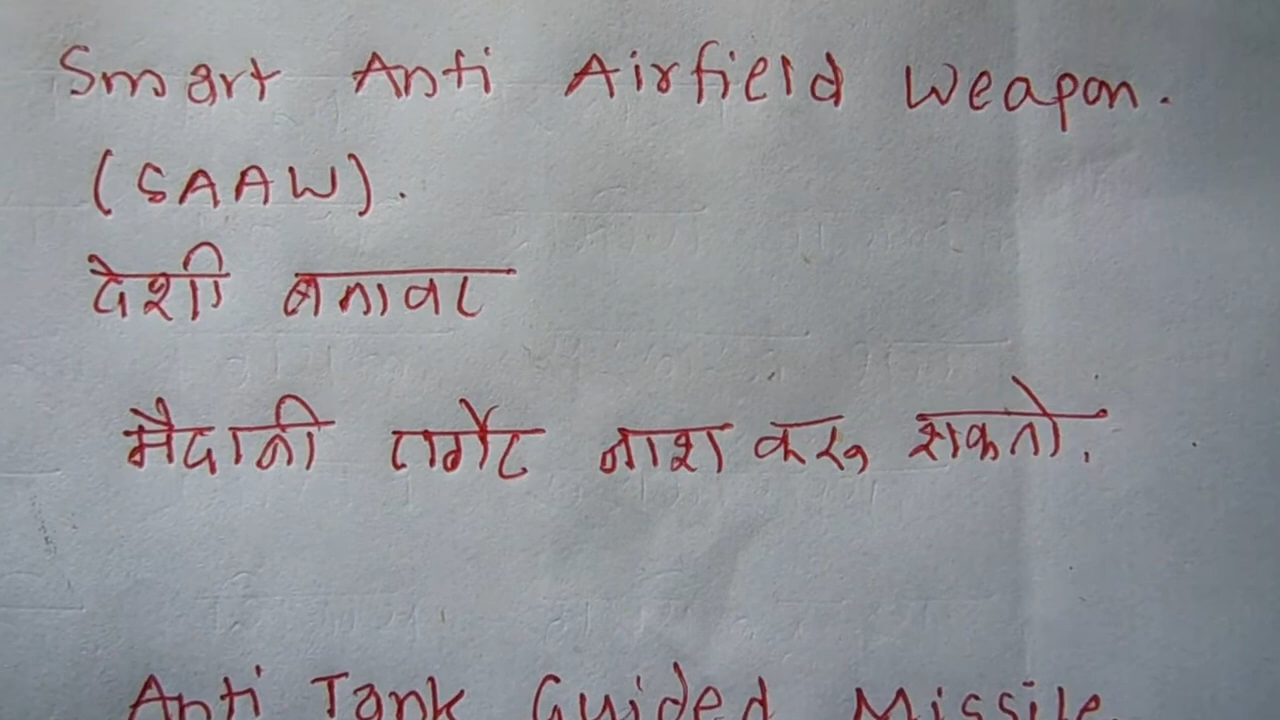 Smart Anti Airfield Weapon.
(SAAW).
देशी बनावट
मैदानी टार्गेट नाश करू शकतो.
Anti Tank Guided Missile.